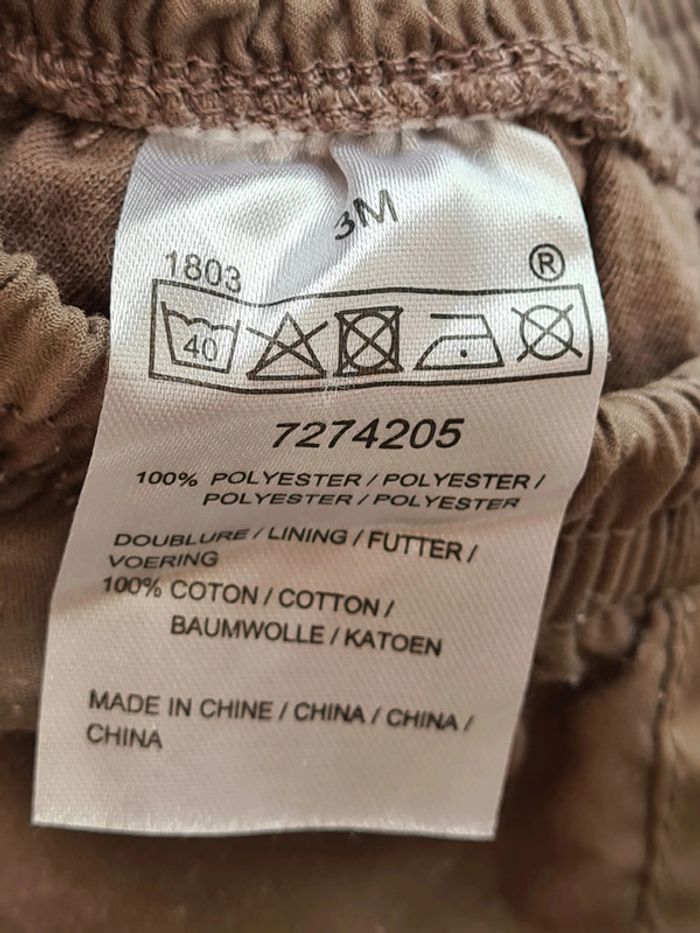 3M
1803
®
40
7274205
100% POLYESTER / POLYESTER /
POLYESTER / POLYESTER
DOUBLURE / LINING / FUTTER /
VOERING
100% COTON / COTTON /
BAUMWOLLE / KATOEN
MADE IN CHINE / CHINA / CHINA /
CHINA